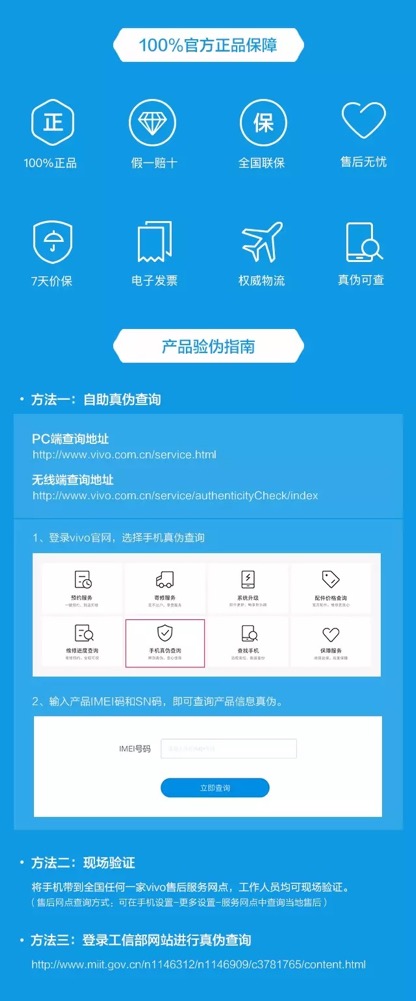 100%官方正品保障
正
保
100%正品
假一赔十
全国联保
售后无忧
7天价保
电子发票
权威物流
真伪可查
产品验伪指南
· 方法一：自助真伪查询
PC端查询地址
http://www.vivo.com.cn/service.html
无线端查询地址
http://www.vivo.com.cn/service/authenticityCheck/index
1、登录vivo官网，选择手机真伪查询
预约服务
寄修服务
系统升级
配件价格查询
维修进度查询
手机真伪查询
查找手机
保障服务
2、输入产品IMEI码和SN码，即可查询产品信息真伪。
IMEI号码
立即查询
· 方法二：现场验证
将手机带到全国任何一家vivo售后服务网点，工作人员均可现场验证。
（售后网点查询方式：可在手机设置-更多设置-服务网点中查询当地售后）
· 方法三：登录工信部网站进行真伪查询
http://www.miit.gov.cn/n1146312/n1146909/c3781765/content.html